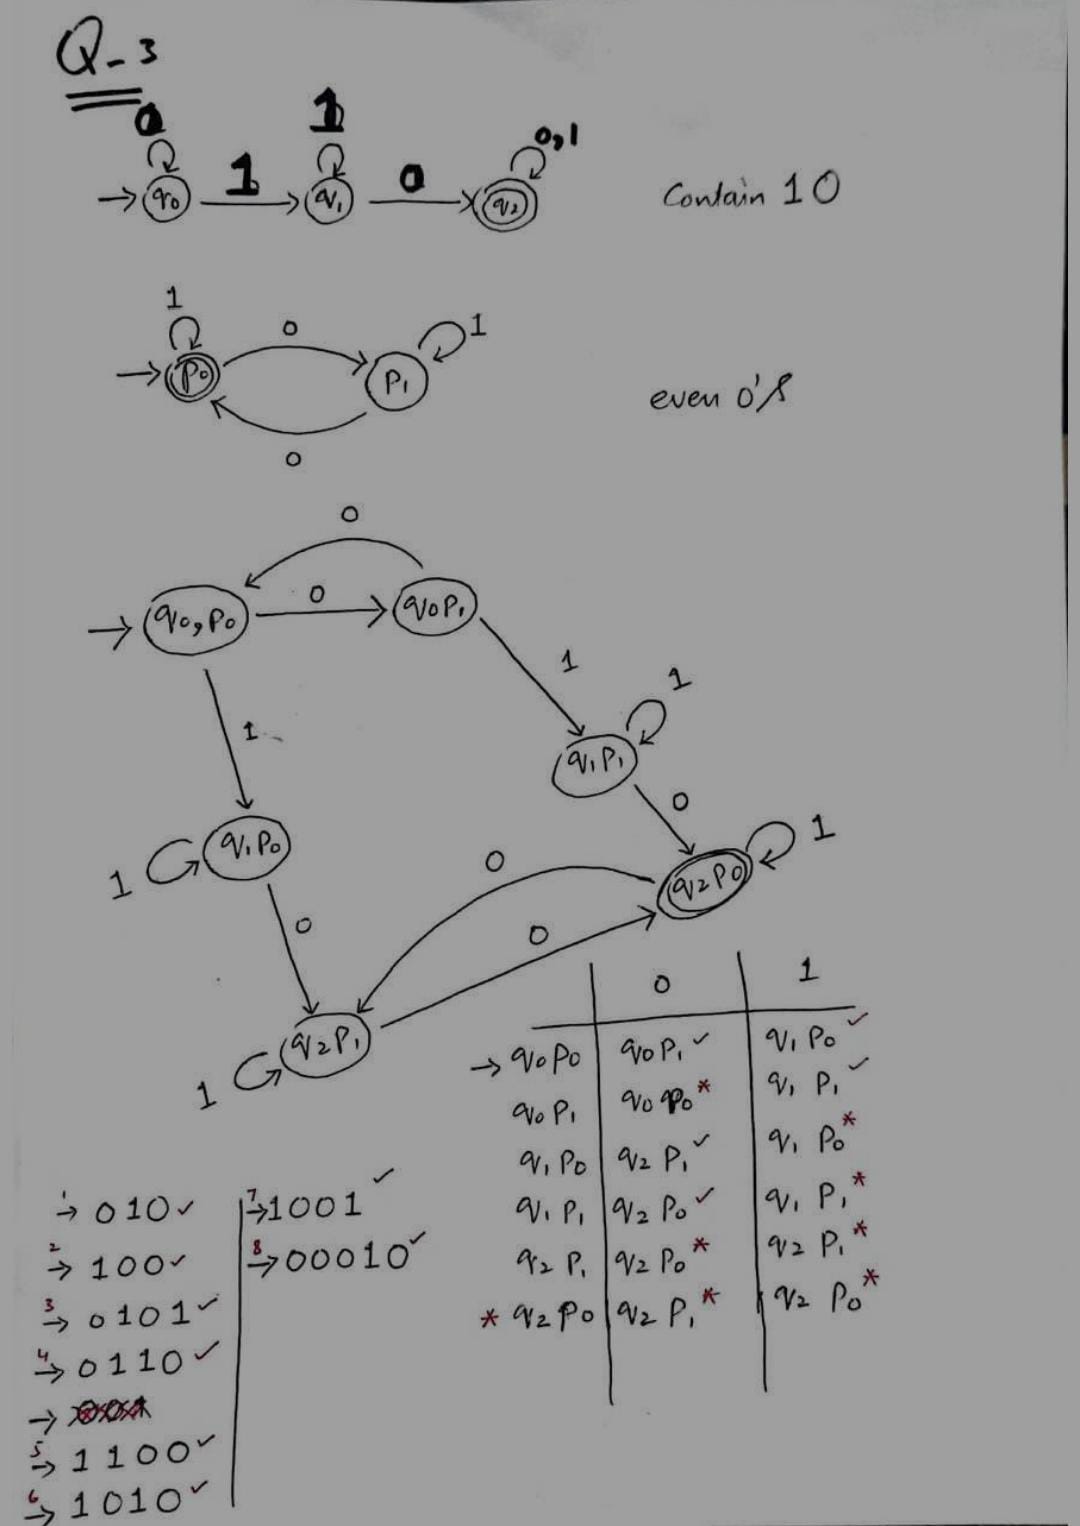 Q-3
0 1 0,1
→ q0 1 q1 0 q2 Contain 10
1 0 1
→ p0 p1 even 0's
0
0
→ q0,p0 0 q0p1
1 1 1
q1p1
0
1 q1p0 0 q2p0 1
0 0
1 q2p1
0 1
→ q0p0 q0p1 ✓ q1p0 ✓
q0p1 q0p0 * q1p1 ✓
q1p0 q2p1 ✓ q1p0 *
q1p1 q2p0 ✓ q1p1 *
q2p1 q2p0 * q2p1 *
* q2p0 q2p1 * q2p0 *
1 → 010 ✓
2 → 100 ✓
3 → 0101 ✓
4 → 0110 ✓
→
5 → 1100 ✓
6 → 1010 ✓
7 → 1001 ✓
8 → 00010 ✓